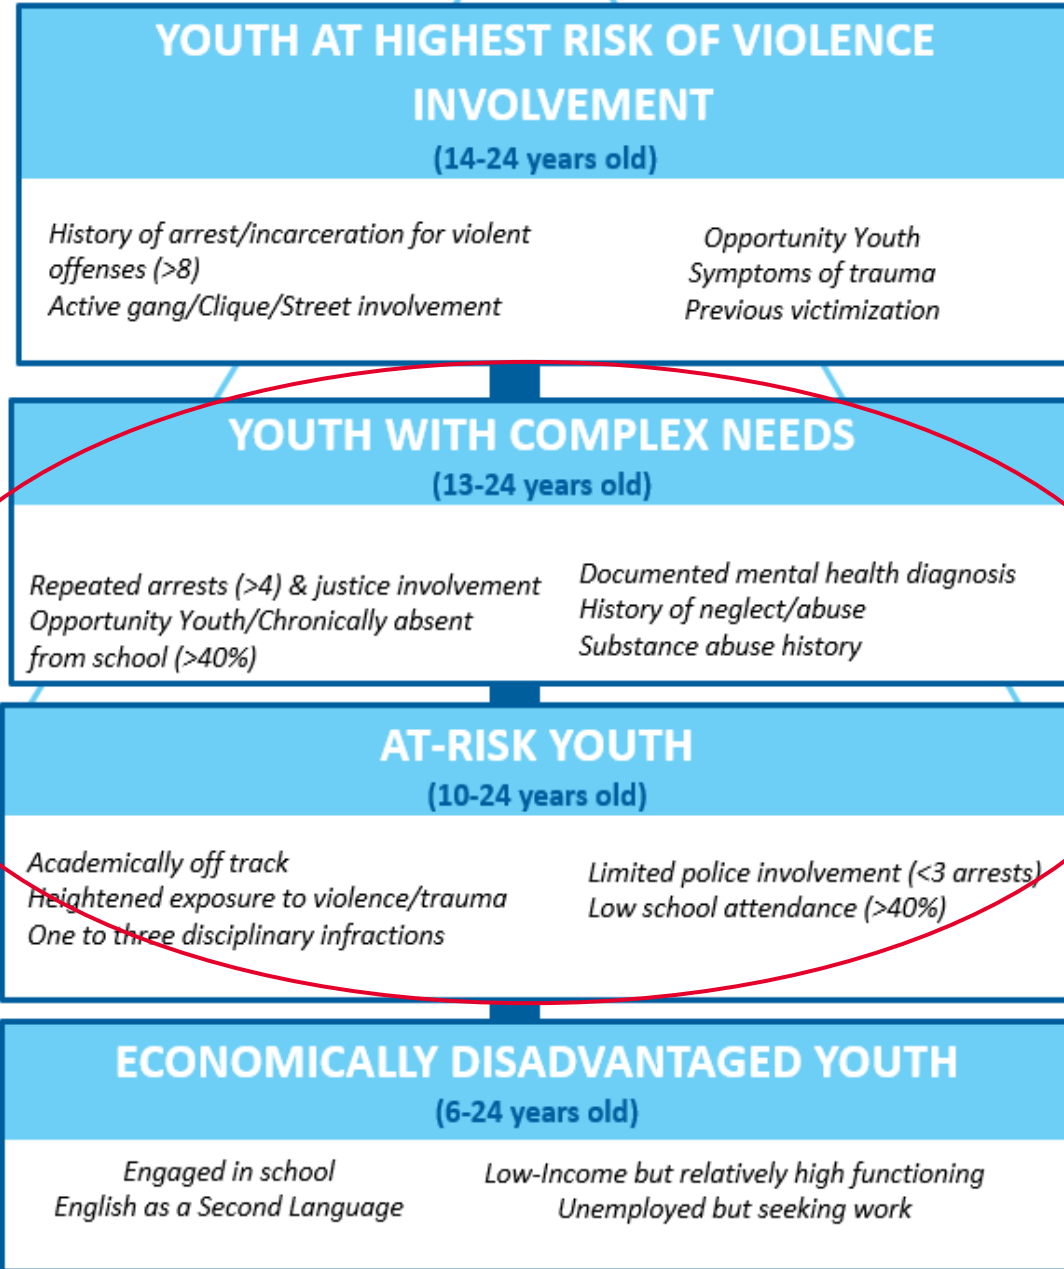 YOUTH AT HIGHEST RISK OF VIOLENCE
INVOLVEMENT
(14-24 years old)
History of arrest/incarceration for violent
offenses (>8)
Active gang/Clique/Street involvement
Opportunity Youth
Symptoms of trauma
Previous victimization
YOUTH WITH COMPLEX NEEDS
(13-24 years old)
Repeated arrests (>4) & justice involvement
Opportunity Youth/Chronically absent
from school (>40%)
Documented mental health diagnosis
History of neglect/abuse
Substance abuse history
AT-RISK YOUTH
(10-24 years old)
Academically off track
Heightened exposure to violence/trauma
One to three disciplinary infractions
Limited police involvement (<3 arrests)
Low school attendance (>40%)
ECONOMICALLY DISADVANTAGED YOUTH
(6-24 years old)
Engaged in school
English as a Second Language
Low-Income but relatively high functioning
Unemployed but seeking work